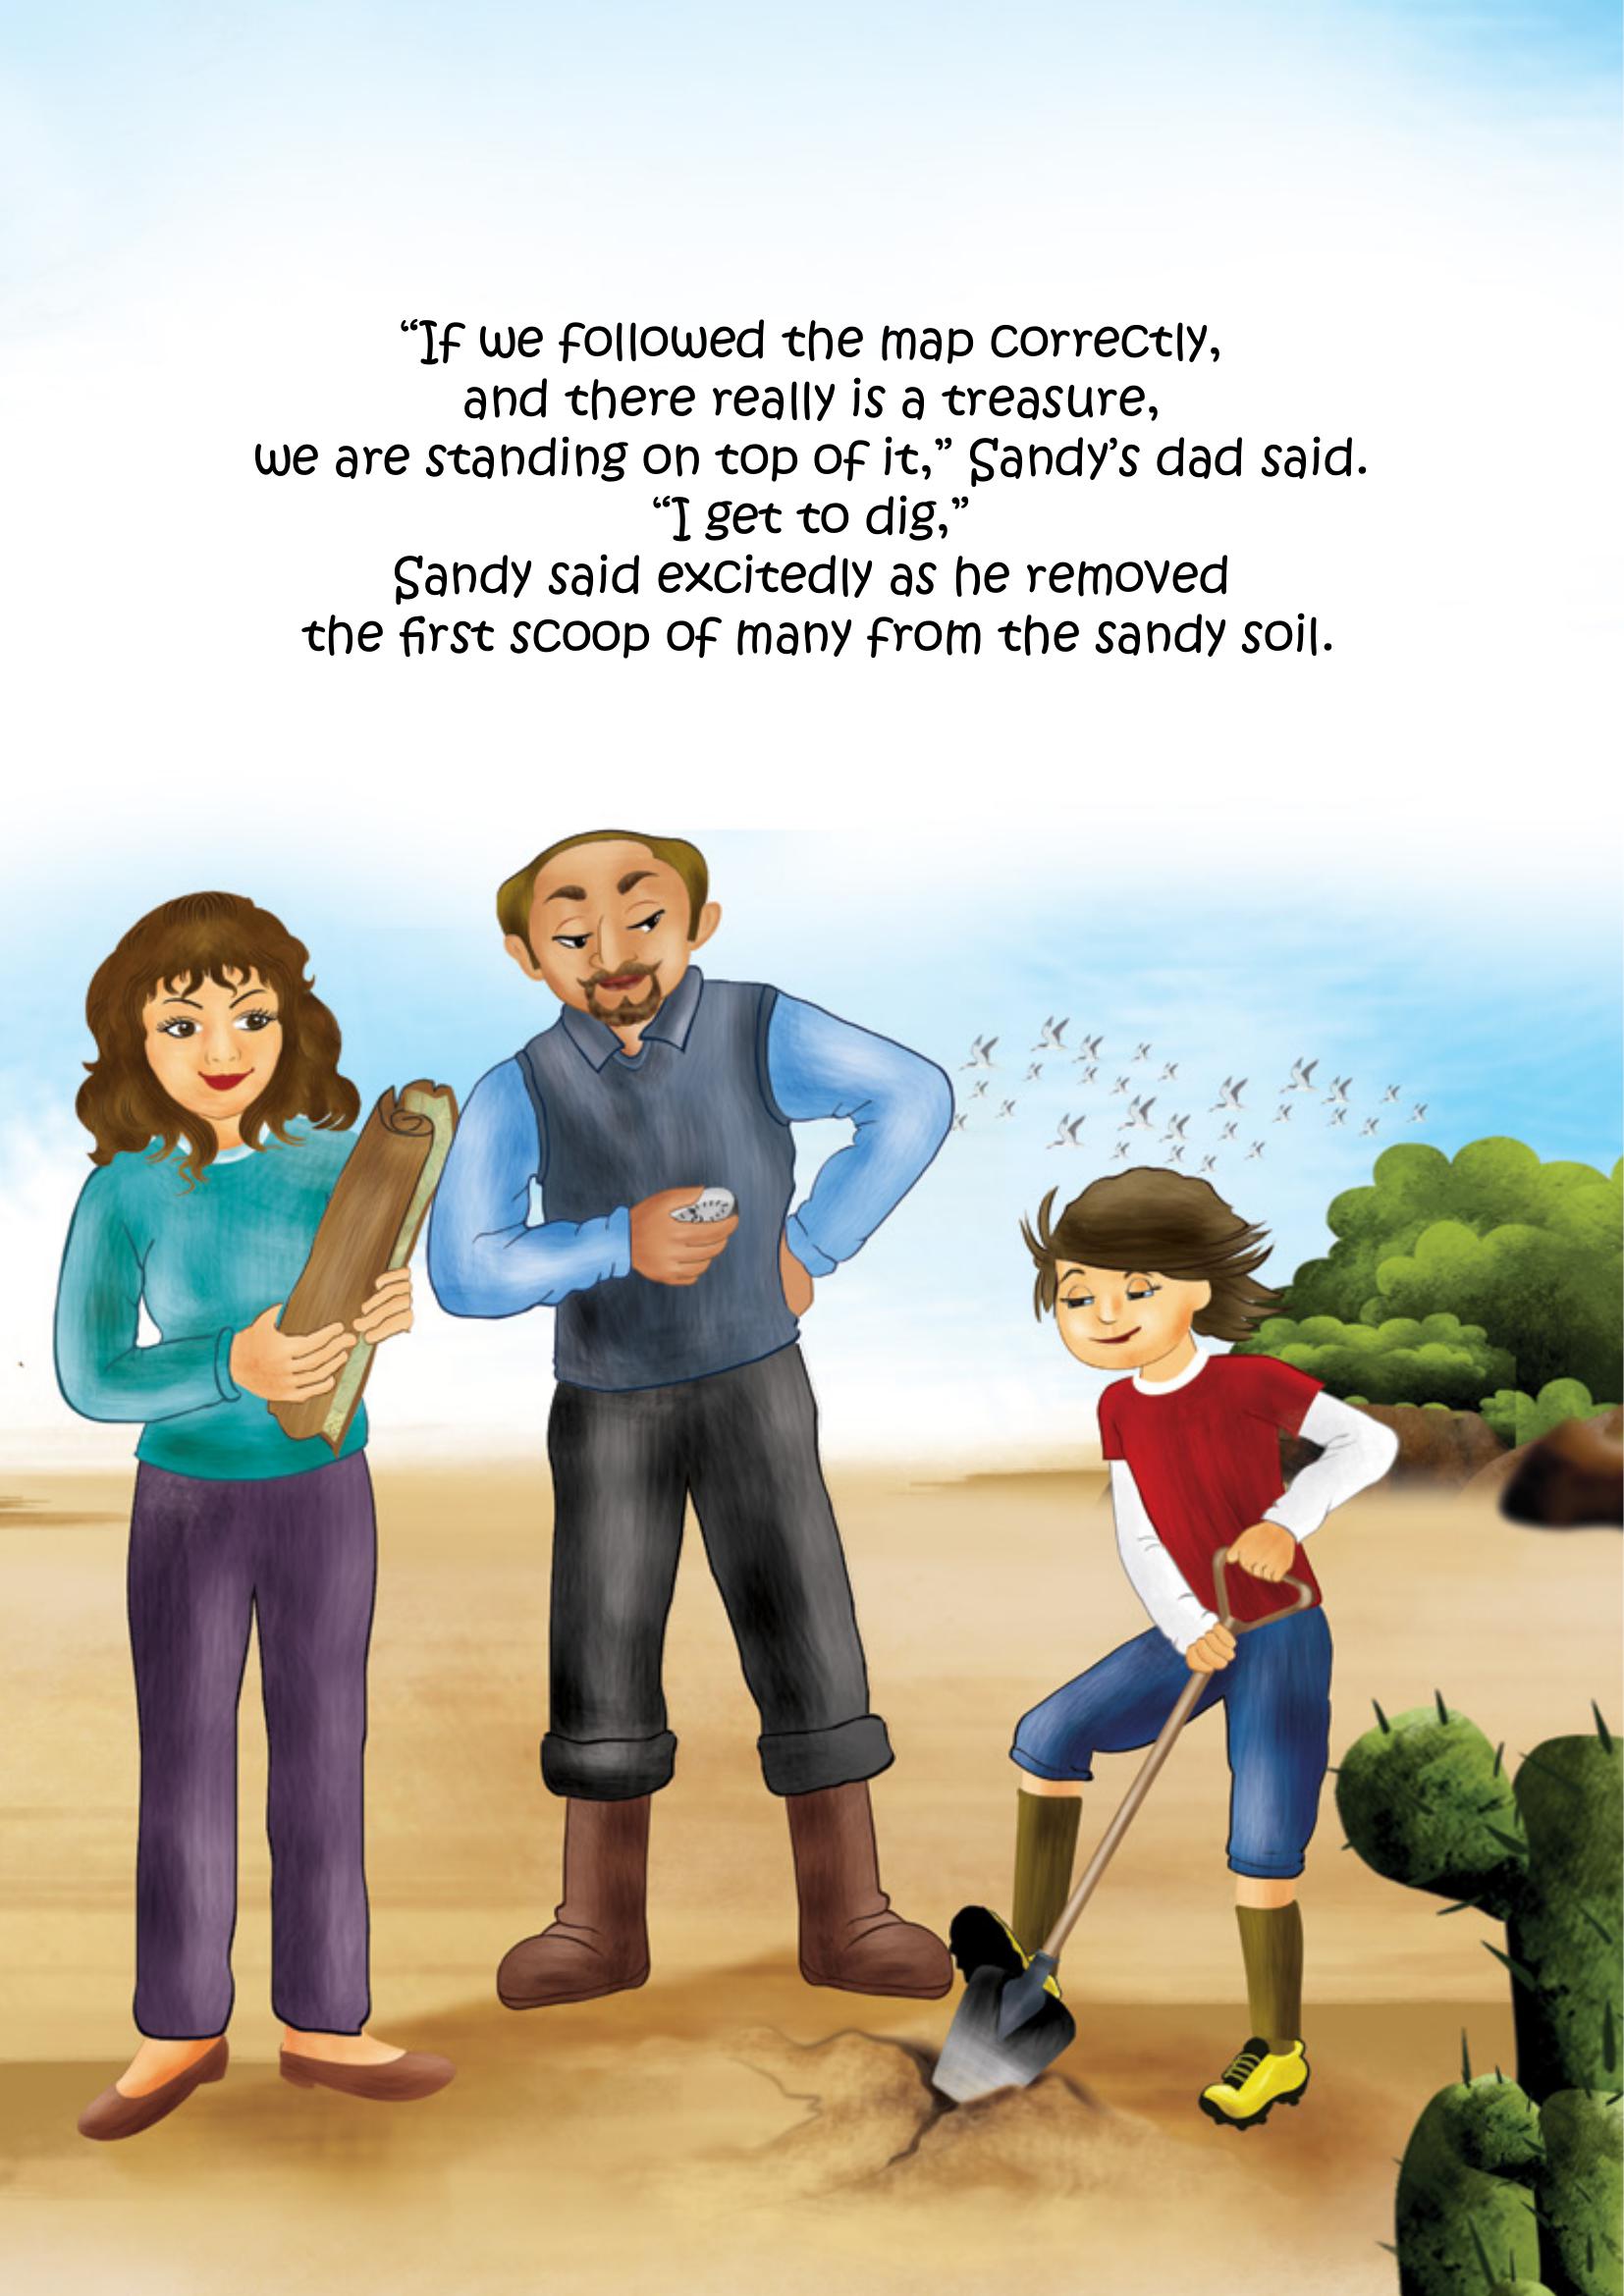 “If we followed the map correctly,
and there really is a treasure,
we are standing on top of it,” Sandy’s dad said.
“I get to dig,”
Sandy said excitedly as he removed
the first scoop of many from the sandy soil.